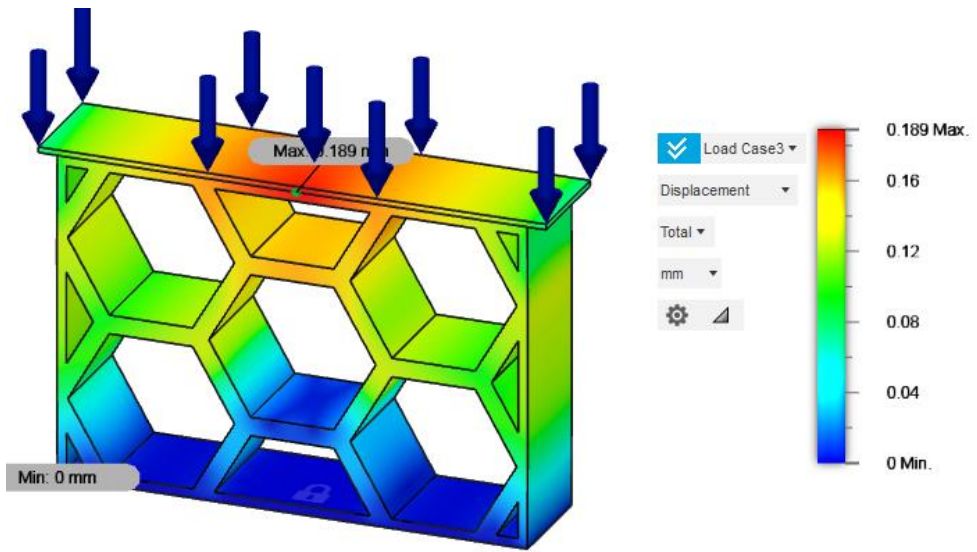 Max: 0.189 mm
Min: 0 mm
Load Case3
Displacement
Total
mm
0.189 Max.
0.16
0.12
0.08
0.04
0 Min.